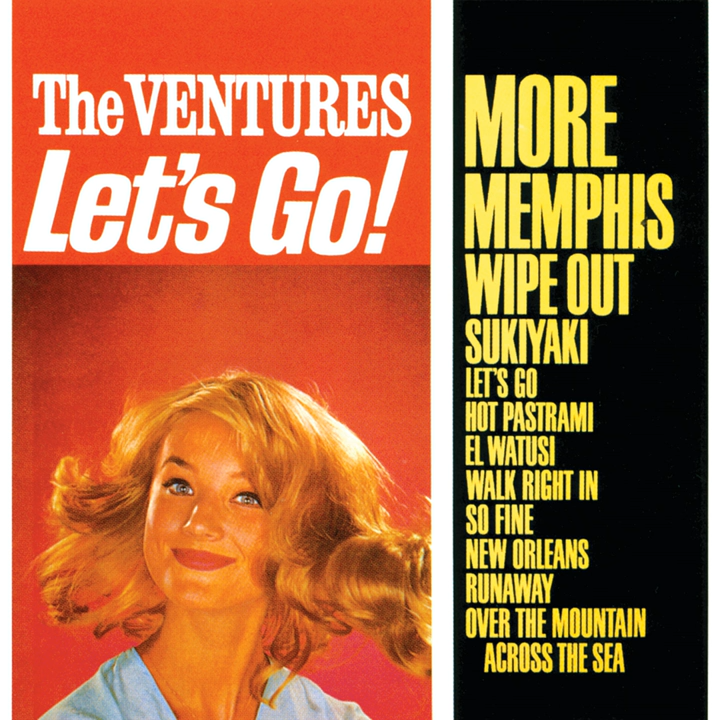 The VENTURES
Let's Go!
MORE
MEMPHIS
WIPE OUT
SUKIYAKI
LET'S GO
HOT PASTRAMI
EL WATUSI
WALK RIGHT IN
SO FINE
NEW ORLEANS
RUNAWAY
OVER THE MOUNTAIN
ACROSS THE SEA